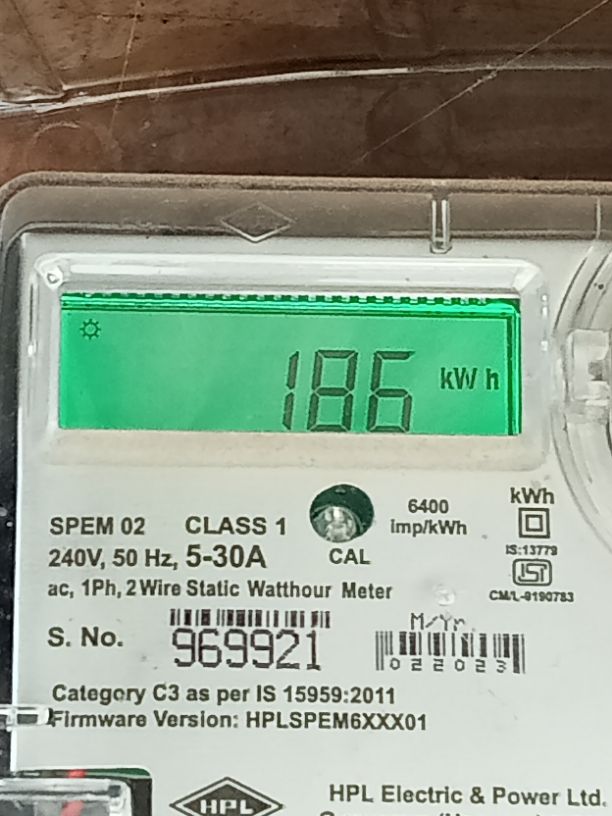 186 kWh
kWh
6400
imp/kWh
SPEM 02 CLASS 1
240V, 50 Hz, 5-30A
CAL
IS:13779
ISI
CM/L-9190783
ac, 1Ph, 2 Wire Static Watthour Meter
M/Yr.
S. No. 969921
022023
Category C3 as per IS 15959:2011
Firmware Version: HPLSPEM6XXX01
HPL
HPL Electric & Power Ltd.